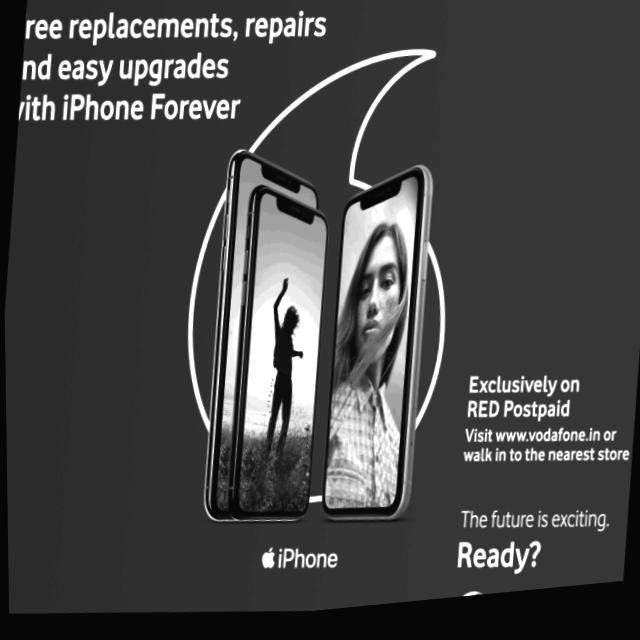 ree replacements, repairs
nd easy upgrades
with iPhone Forever
Exclusively on
RED Postpaid
Visit www.vodafone.in or
walk in to the nearest store
The future is exciting.
Ready?
iPhone